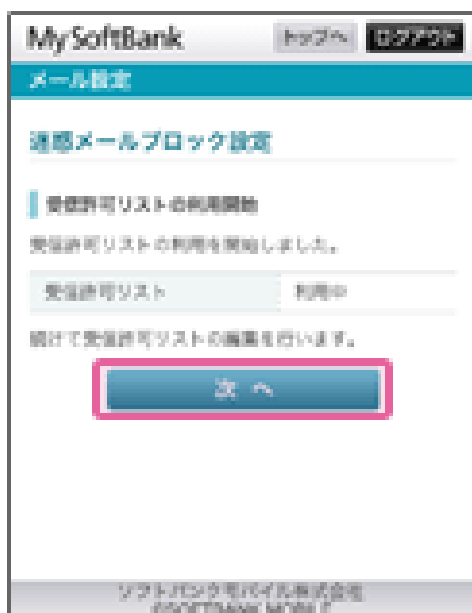 My SoftBank
トップへ
ログアウト
メール設定
迷惑メールブロック設定
受信許可リストの利用開始
受信許可リストの利用を開始しました。
受信許可リスト
利用中
続けて受信許可リストの編集を行います。
次へ
ソフトバンクモバイル株式会社
©SOFTBANK MOBILE